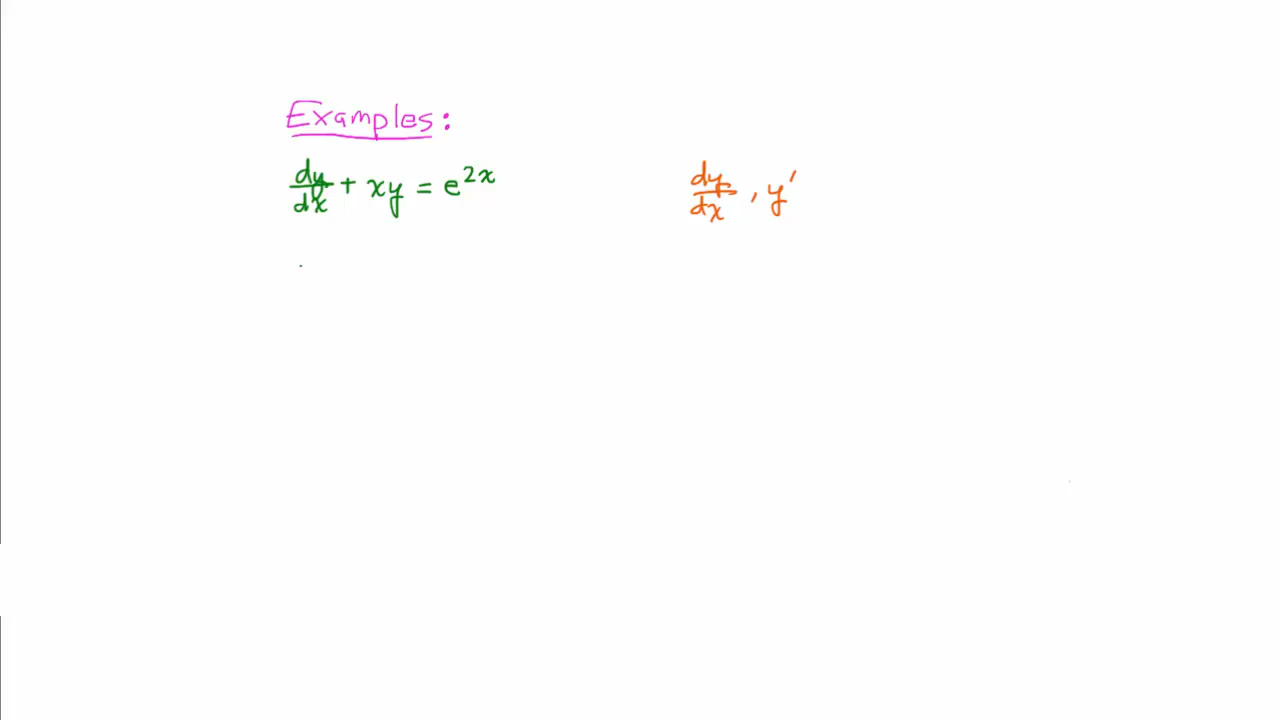 Examples:
dy/dx + xy = e^{2x}
dy/dx , y'